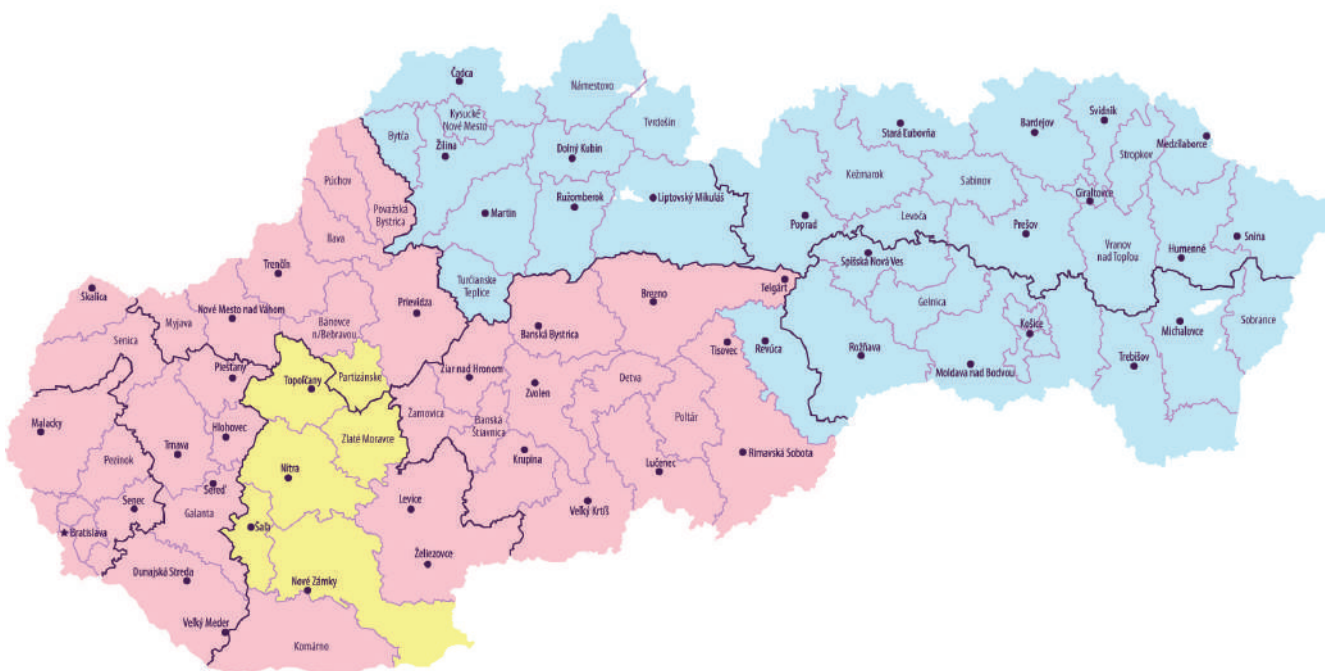 Čadca
Námestovo
Kysucké
Nové Mesto
Tvrdošín
Bytča
Žilina
Dolný Kubín
Stará Ľubovňa
Bardejov
Svidník
Medzilaborce
Stropkov
Púchov
Kežmarok
Sabinov
Giraltovce
Považská
Bystrica
Martin
Ružomberok
Liptovský Mikuláš
Poprad
Levoča
Prešov
Vranov
nad Topľou
Humenné
Snina
Ilava
Trenčín
Turčianske
Teplice
Spišská Nová Ves
Skalica
Myjava
Nové Mesto nad Váhom
Prievidza
Brezno
Telgárt
Gelnica
Senica
Bánovce
n/Bebravou
Banská Bystrica
Tisovec
Revúca
Košice
Michalovce
Sobrance
Piešťany
Topoľčany
Partizánske
Žiar nad Hronom
Zvolen
Detva
Rožňava
Moldava nad Bodvou
Trebišov
Malacky
Hlohovec
Žarnovica
Banská
Štiavnica
Poltár
Pezinok
Trnava
Zlaté Moravce
Krupina
Lučenec
Rimavská Sobota
Nitra
Sereď
Senec
Galanta
Levice
Veľký Krtíš
Bratislava
Šaľa
Želiezovce
Dunajská Streda
Nové Zámky
Veľký Meder
Komárno